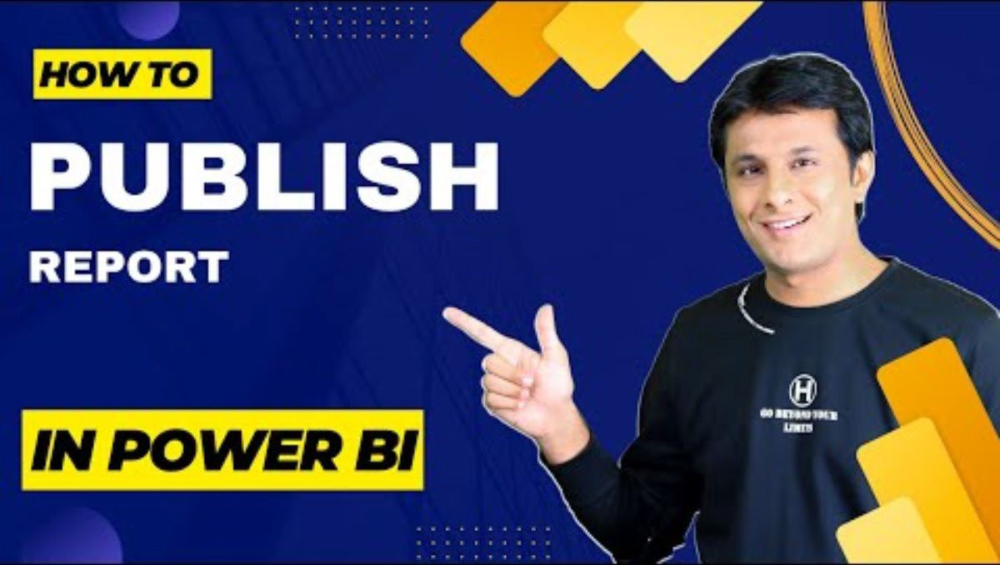 HOW TO
PUBLISH
REPORT
IN POWER BI
H
GO BEYOND YOUR
LIMITS